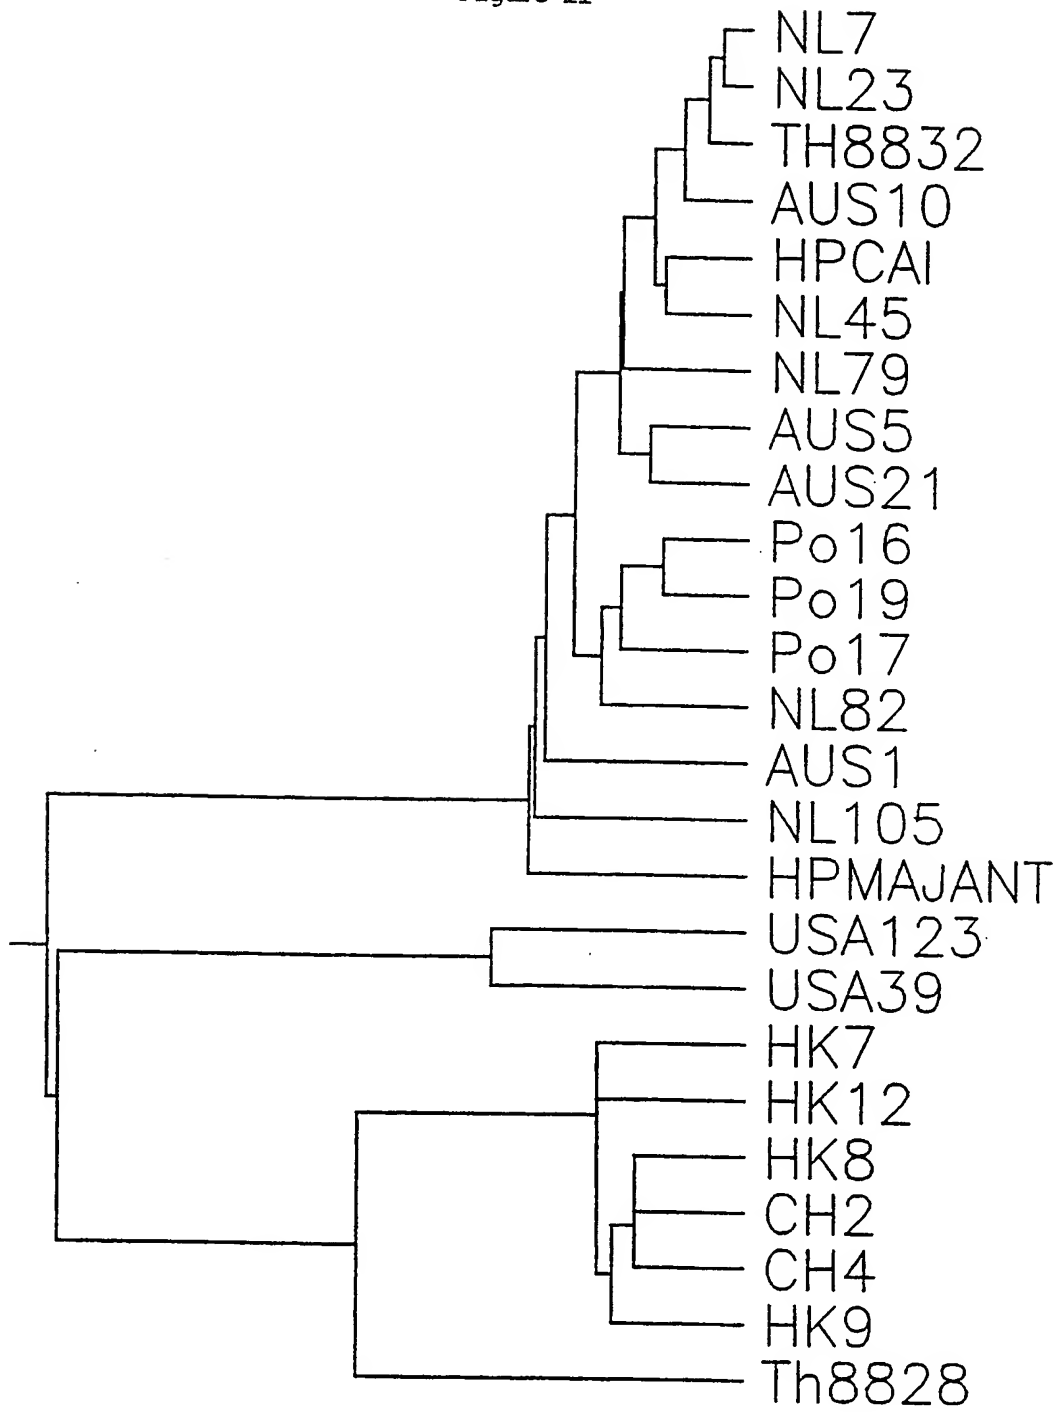 NL7
NL23
TH8832
AUS10
HPCAI
NL45
NL79
AUS5
AUS21
Po16
Po19
Po17
NL82
AUS1
NL105
HPMAJANT
USA123
USA39
HK7
HK12
HK8
CH2
CH4
HK9
Th8828